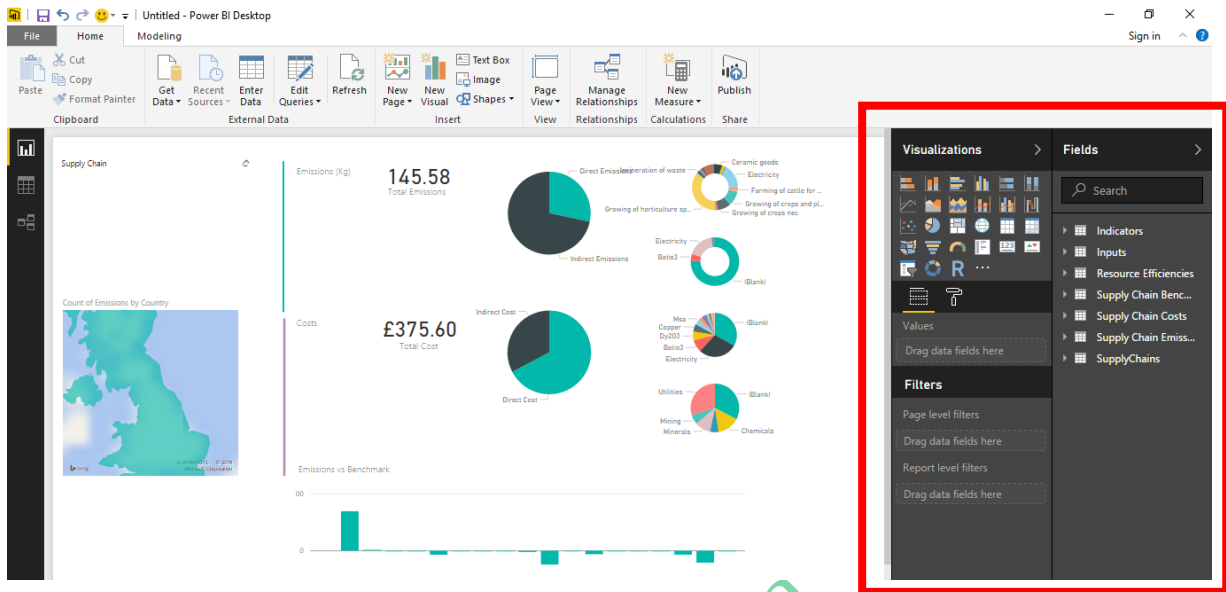 Untitled - Power BI Desktop
File
Home
Modeling
Sign in
Paste
Cut
Copy
Format Painter
Clipboard
Get Data
Recent Sources
Enter Data
Edit Queries
Refresh
External Data
New Page
New Visual
Text Box
Image
Shapes
Insert
Page View
View
Manage Relationships
Relationships
New Measure
Calculations
Publish
Share
Supply Chain
Emissions (Kg)
145.58
Total Emissions
Direct Emissions
Indirect Emissions
Ceramic goods
Electricity
Farming of cattle for ...
Growing of crops and pl...
Growing of crops nec
Growing of horticulture sp...
Electricity
Batio3
(Blank)
Count of Emissions by Country
bing
Costs
£375.60
Total Cost
Indirect Cost
Direct Cost
Msa
Copper
Dy2O3
Batio3
Electricity
(Blank)
Utilities
Mining
Minerals
(Blank)
Chemicals
Emissions vs Benchmark
00
0
Visualizations
R
123
Values
Drag data fields here
Filters
Page level filters
Drag data fields here
Report level filters
Drag data fields here
Fields
Search
Indicators
Inputs
Resource Efficiencies
Supply Chain Benc...
Supply Chain Costs
Supply Chain Emiss...
SupplyChains